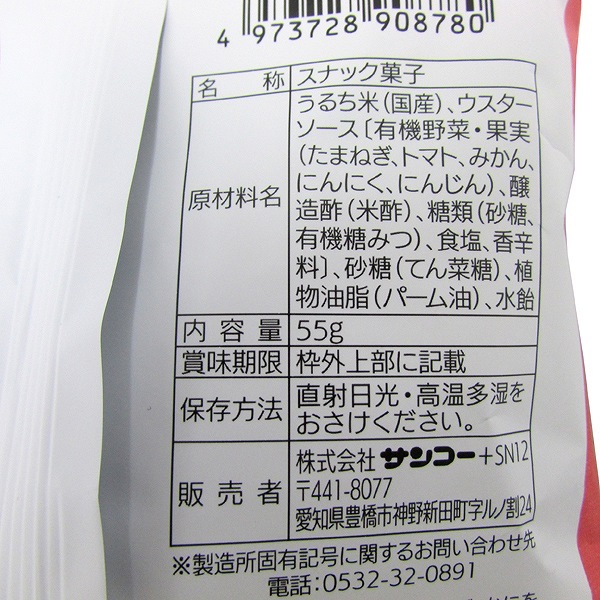 4 973728 908780
名称 スナック菓子
原材料名 うるち米(国産)、ウスター
ソース〔有機野菜・果実
(たまねぎ、トマト、みかん、
にんにく、にんじん)、醸
造酢(米酢)、糖類(砂糖、
有機糖みつ)、食塩、香辛
料〕、砂糖(てん菜糖)、植
物油脂(パーム油)、水飴
内容量 55g
賞味期限 枠外上部に記載
保存方法 直射日光・高温多湿を
おさけください。
販売者 株式会社サンコー+SN12
〒441-8077
愛知県豊橋市神野新田町字ルノ割24
※製造所固有記号に関するお問い合わせ先
電話:0532-32-0891